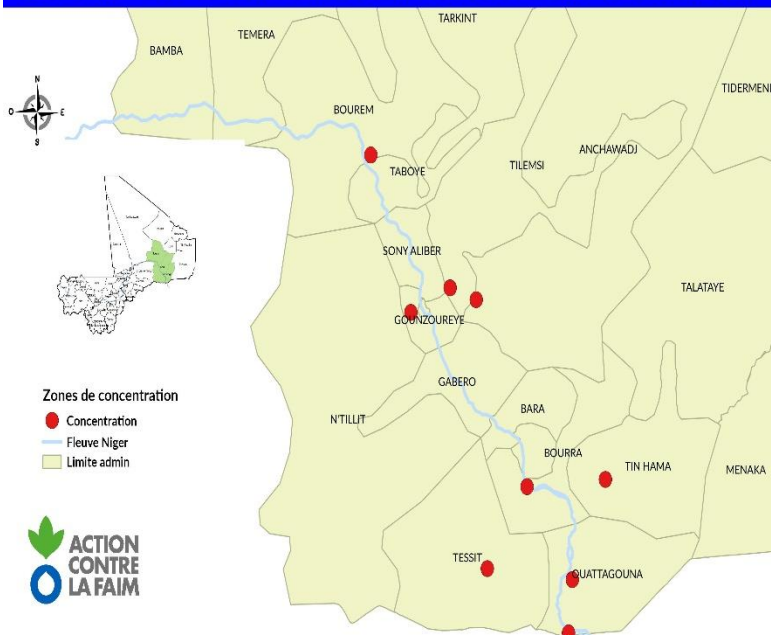 TARKINT
TEMERA
BAMBA
N
O
E
S
TIDERMENE
BOUREM
ANCHAWADJ
TILEMSI
TABOYE
SONY ALIBER
TALATAYE
GOUNZOUREYE
GABERO
Zones de concentration
Concentration
Fleuve Niger
Limite admin
N'TILLIT
BARA
BOURRA
TIN HAMA
MENAKA
ACTION
CONTRE
LA FAIM
TESSIT
OUATTAGOUNA